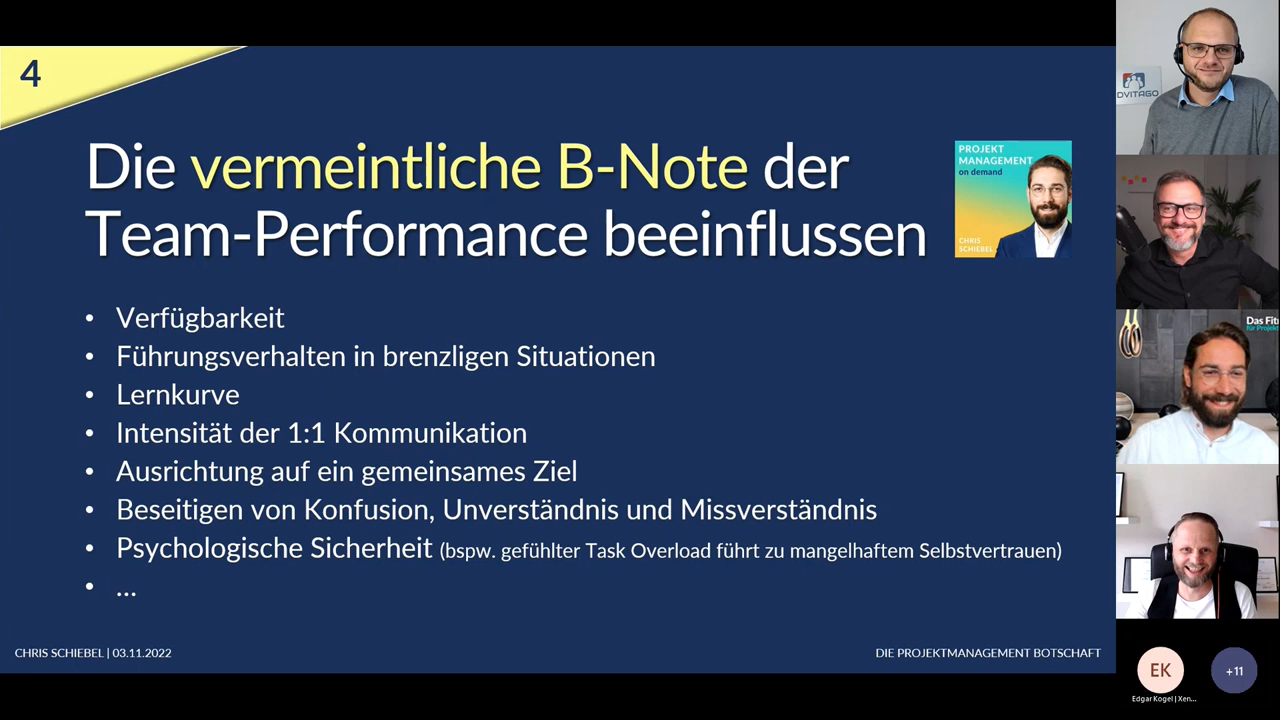 4
Die vermeintliche B-Note der
Team-Performance beeinflussen
PROJEKT
MANAGEMENT
on demand
CHRIS
SCHIEBEL
• Verfügbarkeit
• Führungsverhalten in brenzligen Situationen
• Lernkurve
• Intensität der 1:1 Kommunikation
• Ausrichtung auf ein gemeinsames Ziel
• Beseitigen von Konfusion, Unverständnis und Missverständnis
• Psychologische Sicherheit (bspw. gefühlter Task Overload führt zu mangelhaftem Selbstvertrauen)
• ...
CHRIS SCHIEBEL | 03.11.2022
DIE PROJEKTMANAGEMENT BOTSCHAFT
DVITAGO
Das Fit
für Projek
EK
+11
Edgar Kogel | Xen...